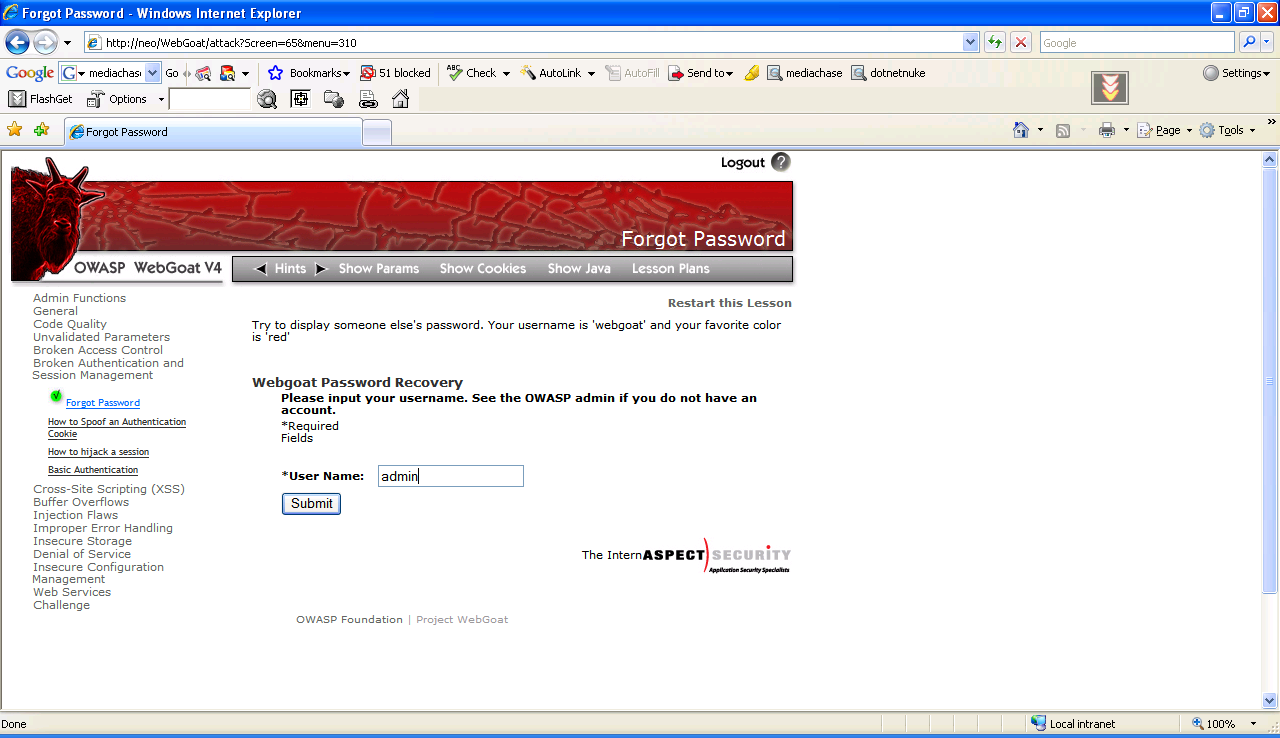 Forgot Password - Windows Internet Explorer
http://neo/WebGoat/attack?Screen=65&menu=310
Google
Google G mediachas Go Bookmarks 51 blocked ABC Check AutoLink AutoFill Send to mediachase dotnetnuke Settings
FlashGet Options
Forgot Password Page Tools »
Logout ?
Forgot Password
OWASP WebGoat V4
Hints Show Params Show Cookies Show Java Lesson Plans
Restart this Lesson
Admin Functions
General
Code Quality
Unvalidated Parameters
Broken Access Control
Broken Authentication and
Session Management
Forgot Password
How to Spoof an Authentication
Cookie
How to hijack a session
Basic Authentication
Cross-Site Scripting (XSS)
Buffer Overflows
Injection Flaws
Improper Error Handling
Insecure Storage
Denial of Service
Insecure Configuration
Management
Web Services
Challenge
Try to display someone else's password. Your username is 'webgoat' and your favorite color
is 'red'
Webgoat Password Recovery
Please input your username. See the OWASP admin if you do not have an
account.
*Required
Fields
*User Name: admin
Submit
The Intern ASPECT SECURITY
Application Security Specialists
OWASP Foundation | Project WebGoat
Done Local intranet 100%